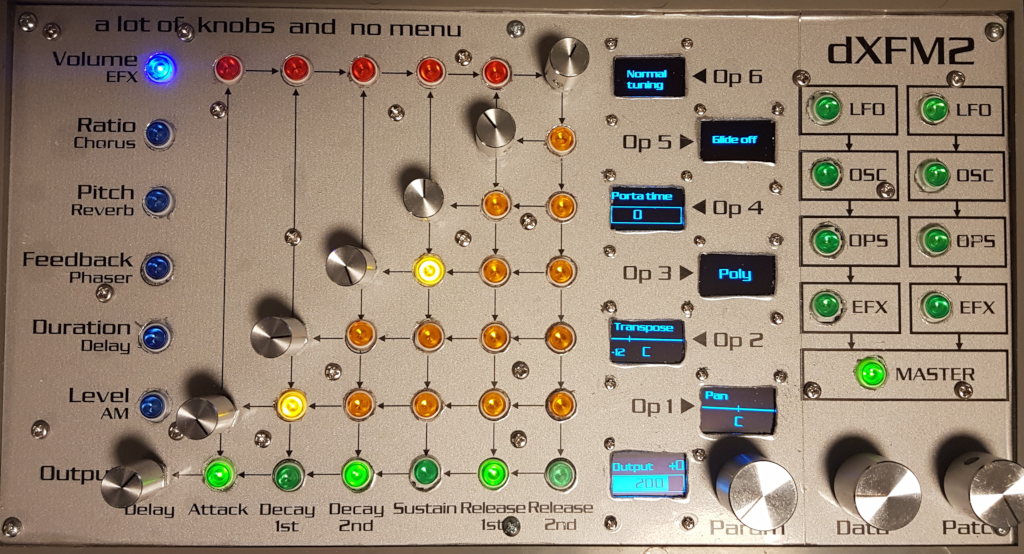 a lot of knobs and no menu
dXFM2
Volume
EFX
Ratio
Chorus
Pitch
Reverb
Feedback
Phaser
Duration
Delay
Level
AM
Delay
Attack
Decay
1st
Decay
2nd
Sustain
Release
1st
Release
2nd
Normal
tuning
Op 6
Op 5
Glide off
Porta time
0
Op 4
Op 3
Poly
Transpose
-12 C
Op 2
Op 1
Pan
C
Output +0
200
Param
Data
LFO
LFO
OSC
OSC
OPS
OPS
EFX
EFX
MASTER